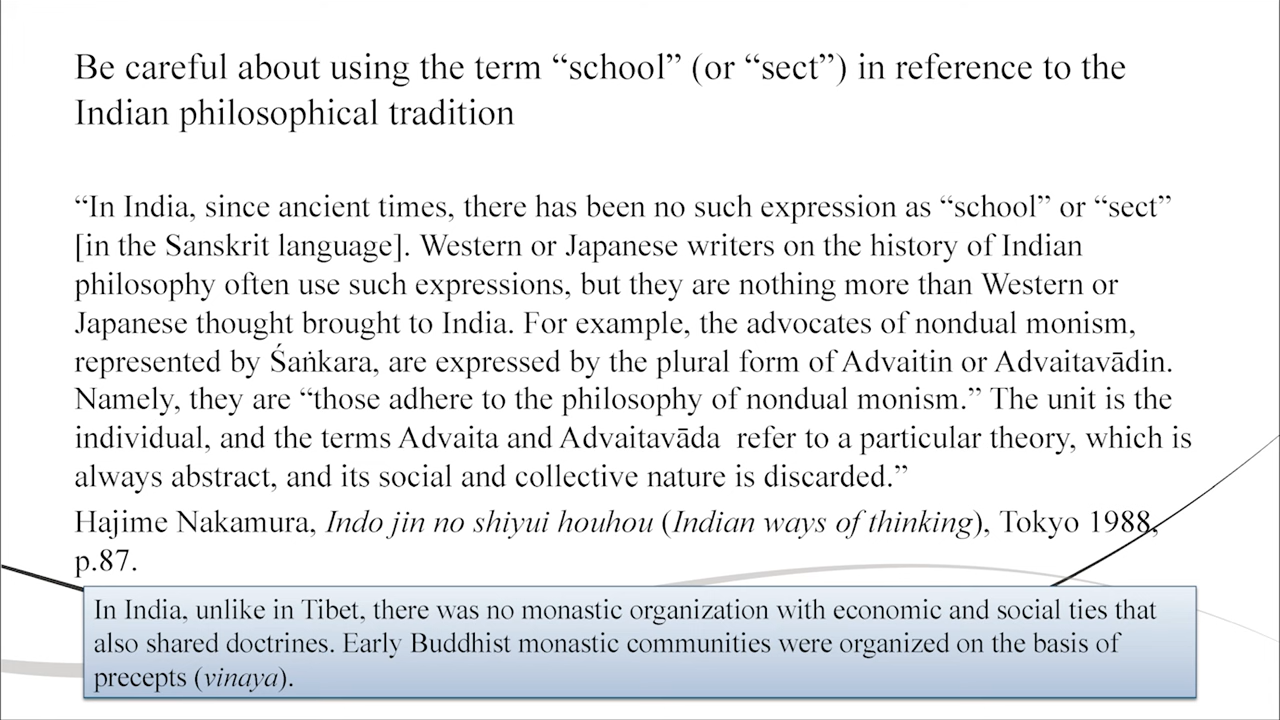 Be careful about using the term “school” (or “sect”) in reference to the
Indian philosophical tradition
“In India, since ancient times, there has been no such expression as “school” or “sect”
[in the Sanskrit language]. Western or Japanese writers on the history of Indian
philosophy often use such expressions, but they are nothing more than Western or
Japanese thought brought to India. For example, the advocates of nondual monism,
represented by Śaṅkara, are expressed by the plural form of Advaitin or Advaitavādin.
Namely, they are “those adhere to the philosophy of nondual monism.” The unit is the
individual, and the terms Advaita and Advaitavāda refer to a particular theory, which is
always abstract, and its social and collective nature is discarded.”
Hajime Nakamura, Indo jin no shiyui houhou (Indian ways of thinking), Tokyo 1988,
p.87.
In India, unlike in Tibet, there was no monastic organization with economic and social ties that
also shared doctrines. Early Buddhist monastic communities were organized on the basis of
precepts (vinaya).